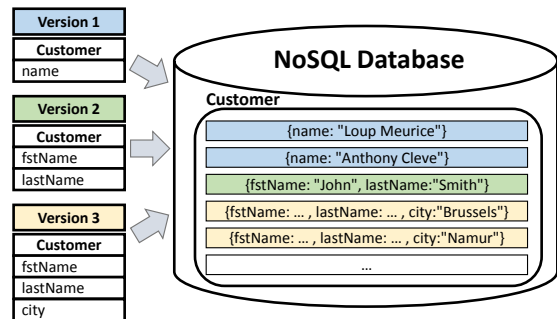 Version 1
Customer
name
Version 2
Customer
fstName
lastName
Version 3
Customer
fstName
lastName
city
NoSQL Database
Customer
{name: "Loup Meurice"}
{name: "Anthony Cleve"}
{fstName: "John", lastName:"Smith"}
{fstName: ... , lastName: ... , city:"Brussels"}
{fstName: ... , lastName: ... , city:"Namur"}
...